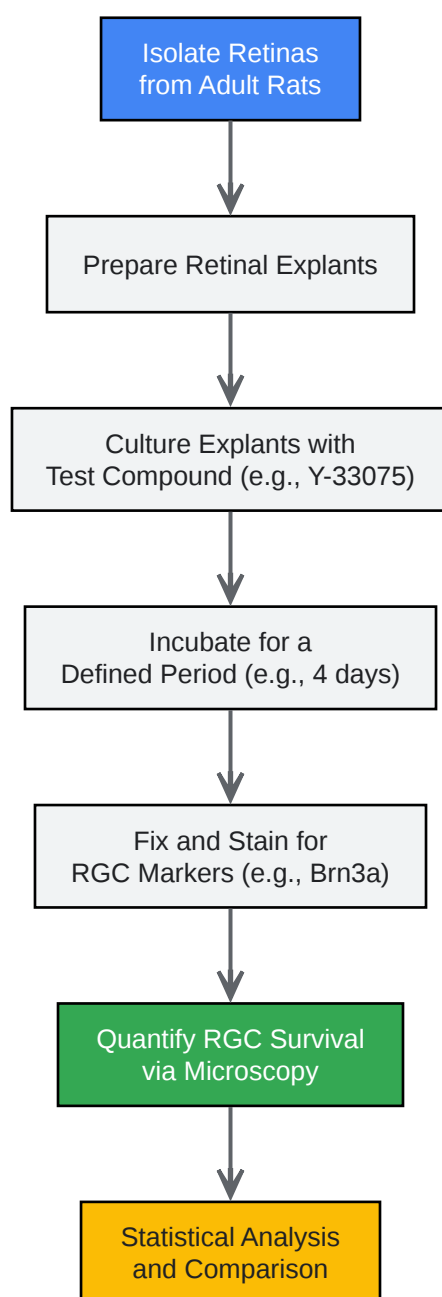 Isolate Retinas
from Adult Rats
Prepare Retinal Explants
Culture Explants with
Test Compound (e.g., Y-33075)
Incubate for a
Defined Period (e.g., 4 days)
Fix and Stain for
RGC Markers (e.g., Brn3a)
Quantify RGC Survival
via Microscopy
Statistical Analysis
and Comparison